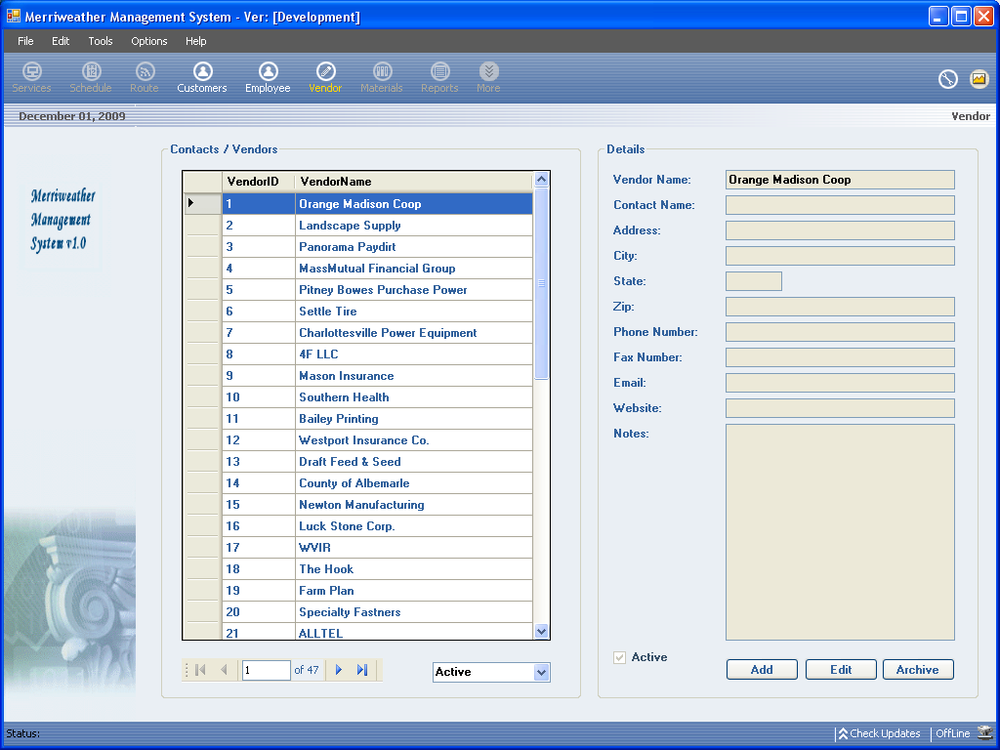 Merriweather Management System - Ver: [Development]
File Edit Tools Options Help
Services Schedule Route Customers Employee Vendor Materials Reports More
December 01, 2009 Vendor
Merriweather
Management
System v1.0
Contacts / Vendors
VendorID VendorName
1 Orange Madison Coop
2 Landscape Supply
3 Panorama Paydirt
4 MassMutual Financial Group
5 Pitney Bowes Purchase Power
6 Settle Tire
7 Charlottesville Power Equipment
8 4F LLC
9 Mason Insurance
10 Southern Health
11 Bailey Printing
12 Westport Insurance Co.
13 Draft Feed & Seed
14 County of Albemarle
15 Newton Manufacturing
16 Luck Stone Corp.
17 WVIR
18 The Hook
19 Farm Plan
20 Specialty Fastners
21 ALLTEL
1 of 47 Active
Details
Vendor Name: Orange Madison Coop
Contact Name:
Address:
City:
State:
Zip:
Phone Number:
Fax Number:
Email:
Website:
Notes:
Active
Add Edit Archive
Status: Check Updates OffLine